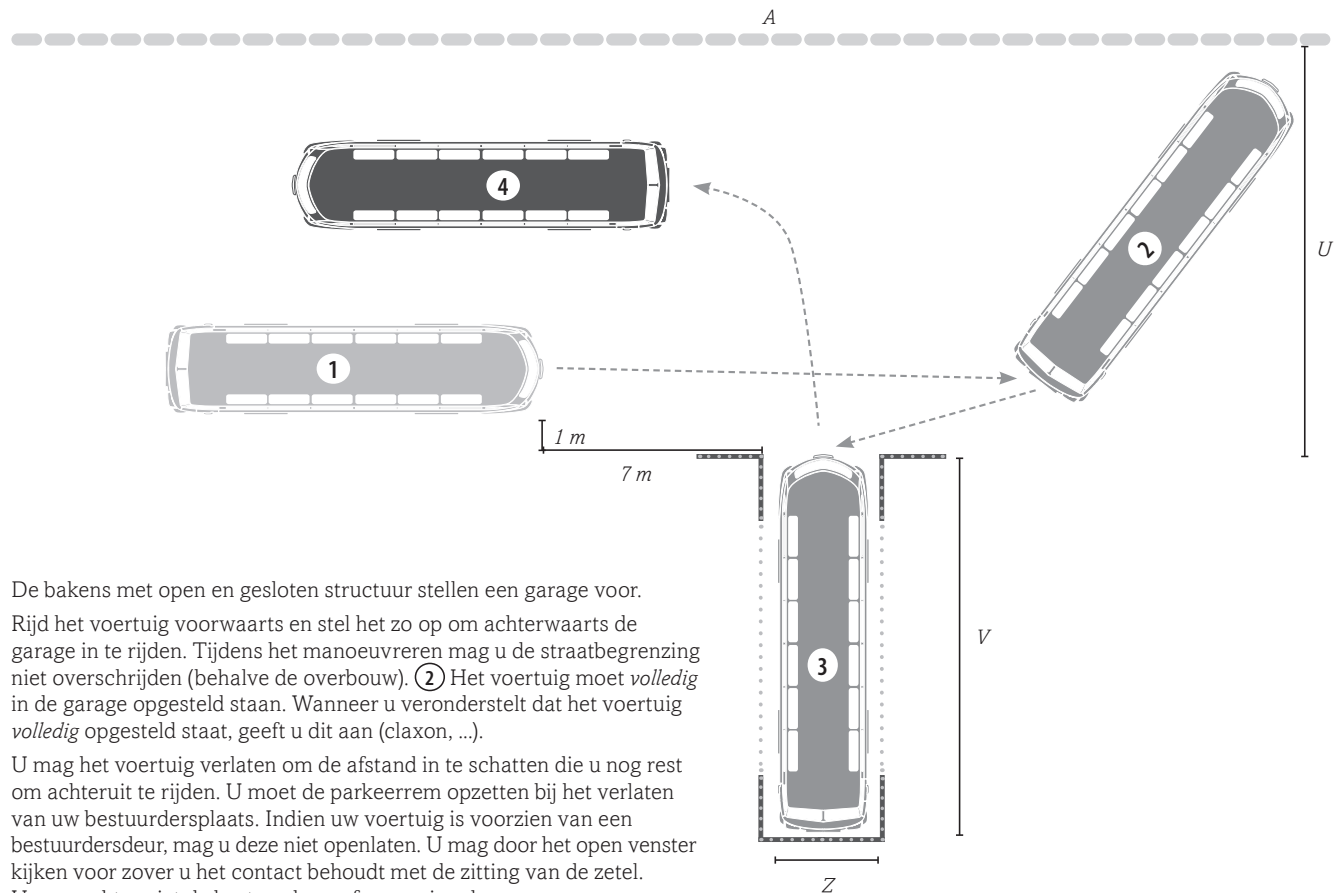 A
4
2
U
1
1 m
7 m
3
V
Z
De bakens met open en gesloten structuur stellen een garage voor.
Rijd het voertuig voorwaarts en stel het zo op om achterwaarts de
garage in te rijden. Tijdens het manoeuvreren mag u de straatbegrenzing
niet overschrijden (behalve de overbouw). 2 Het voertuig moet volledig
in de garage opgesteld staan. Wanneer u veronderstelt dat het voertuig
volledig opgesteld staat, geeft u dit aan (claxon, ...).
U mag het voertuig verlaten om de afstand in te schatten die u nog rest
om achteruit te rijden. U moet de parkeerrem opzetten bij het verlaten
van uw bestuurdersplaats. Indien uw voertuig is voorzien van een
bestuurdersdeur, mag u deze niet openlaten. U mag door het open venster
kijken voor zover u het contact behoudt met de zitting van de zetel.